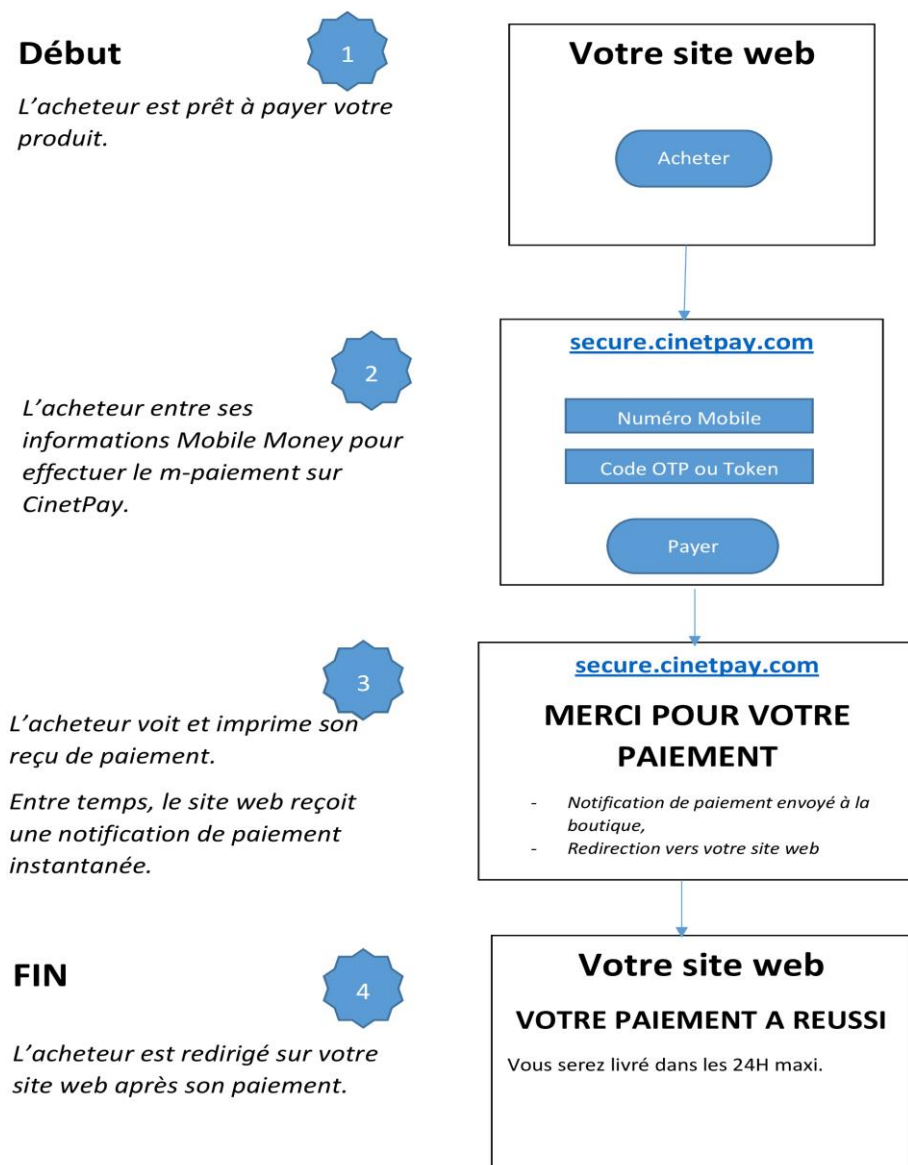 Début
1
L'acheteur est prêt à payer votre
produit.
Votre site web
Acheter
2
L'acheteur entre ses
informations Mobile Money pour
effectuer le m-paiement sur
CinetPay.
secure.cinetpay.com
Numéro Mobile
Code OTP ou Token
Payer
3
L'acheteur voit et imprime son
reçu de paiement.
Entre temps, le site web reçoit
une notification de paiement
instantanée.
secure.cinetpay.com
MERCI POUR VOTRE
PAIEMENT
- Notification de paiement envoyé à la
boutique,
- Redirection vers votre site web
FIN
4
L'acheteur est redirigé sur votre
site web après son paiement.
Votre site web
VOTRE PAIEMENT A REUSSI
Vous serez livré dans les 24H maxi.